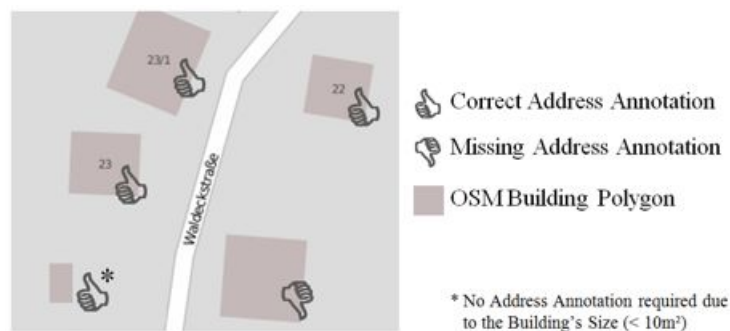 23/1
22
23
Waldeckstraße
*
Correct Address Annotation
Missing Address Annotation
OSM Building Polygon
* No Address Annotation required due
to the Building's Size (< 10m²)